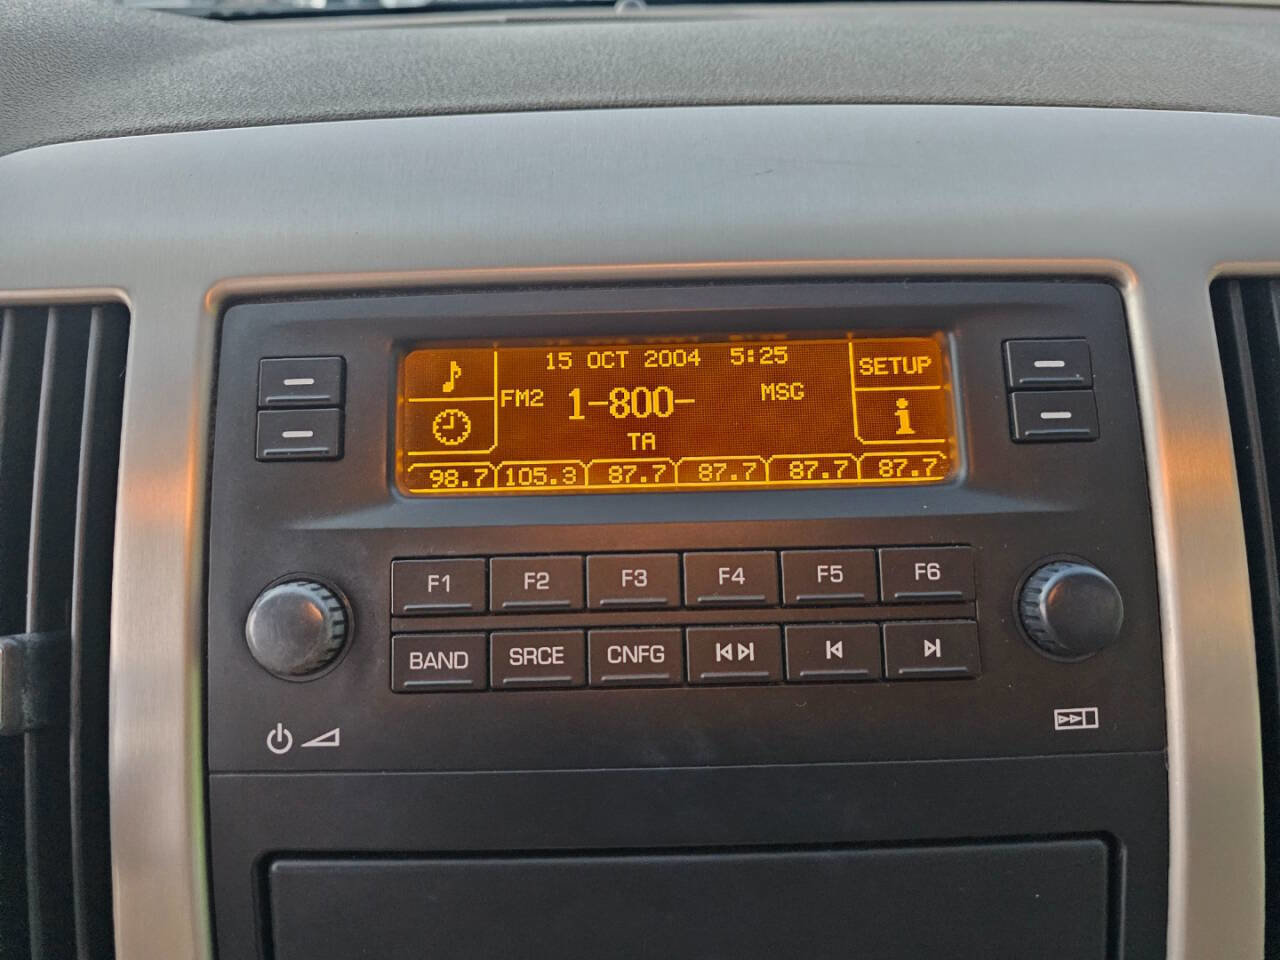 15 OCT 2004 5:25
SETUP
FM2 1-800- MSG
i
TA
98.7 105.3 87.7 87.7 87.7 87.7
F1 F2 F3 F4 F5 F6
BAND SRCE CNFG